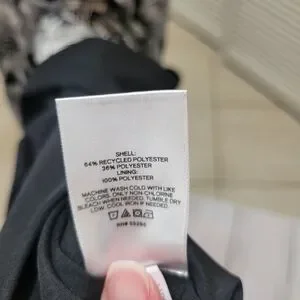 SHELL:
64% RECYCLED POLYESTER
36% POLYESTER
LINING:
100% POLYESTER
MACHINE WASH COLD WITH LIKE
COLORS, ONLY NON-CHLORINE
BLEACH WHEN NEEDED. TUMBLE DRY
LOW. COOL IRON IF NEEDED.
RN#